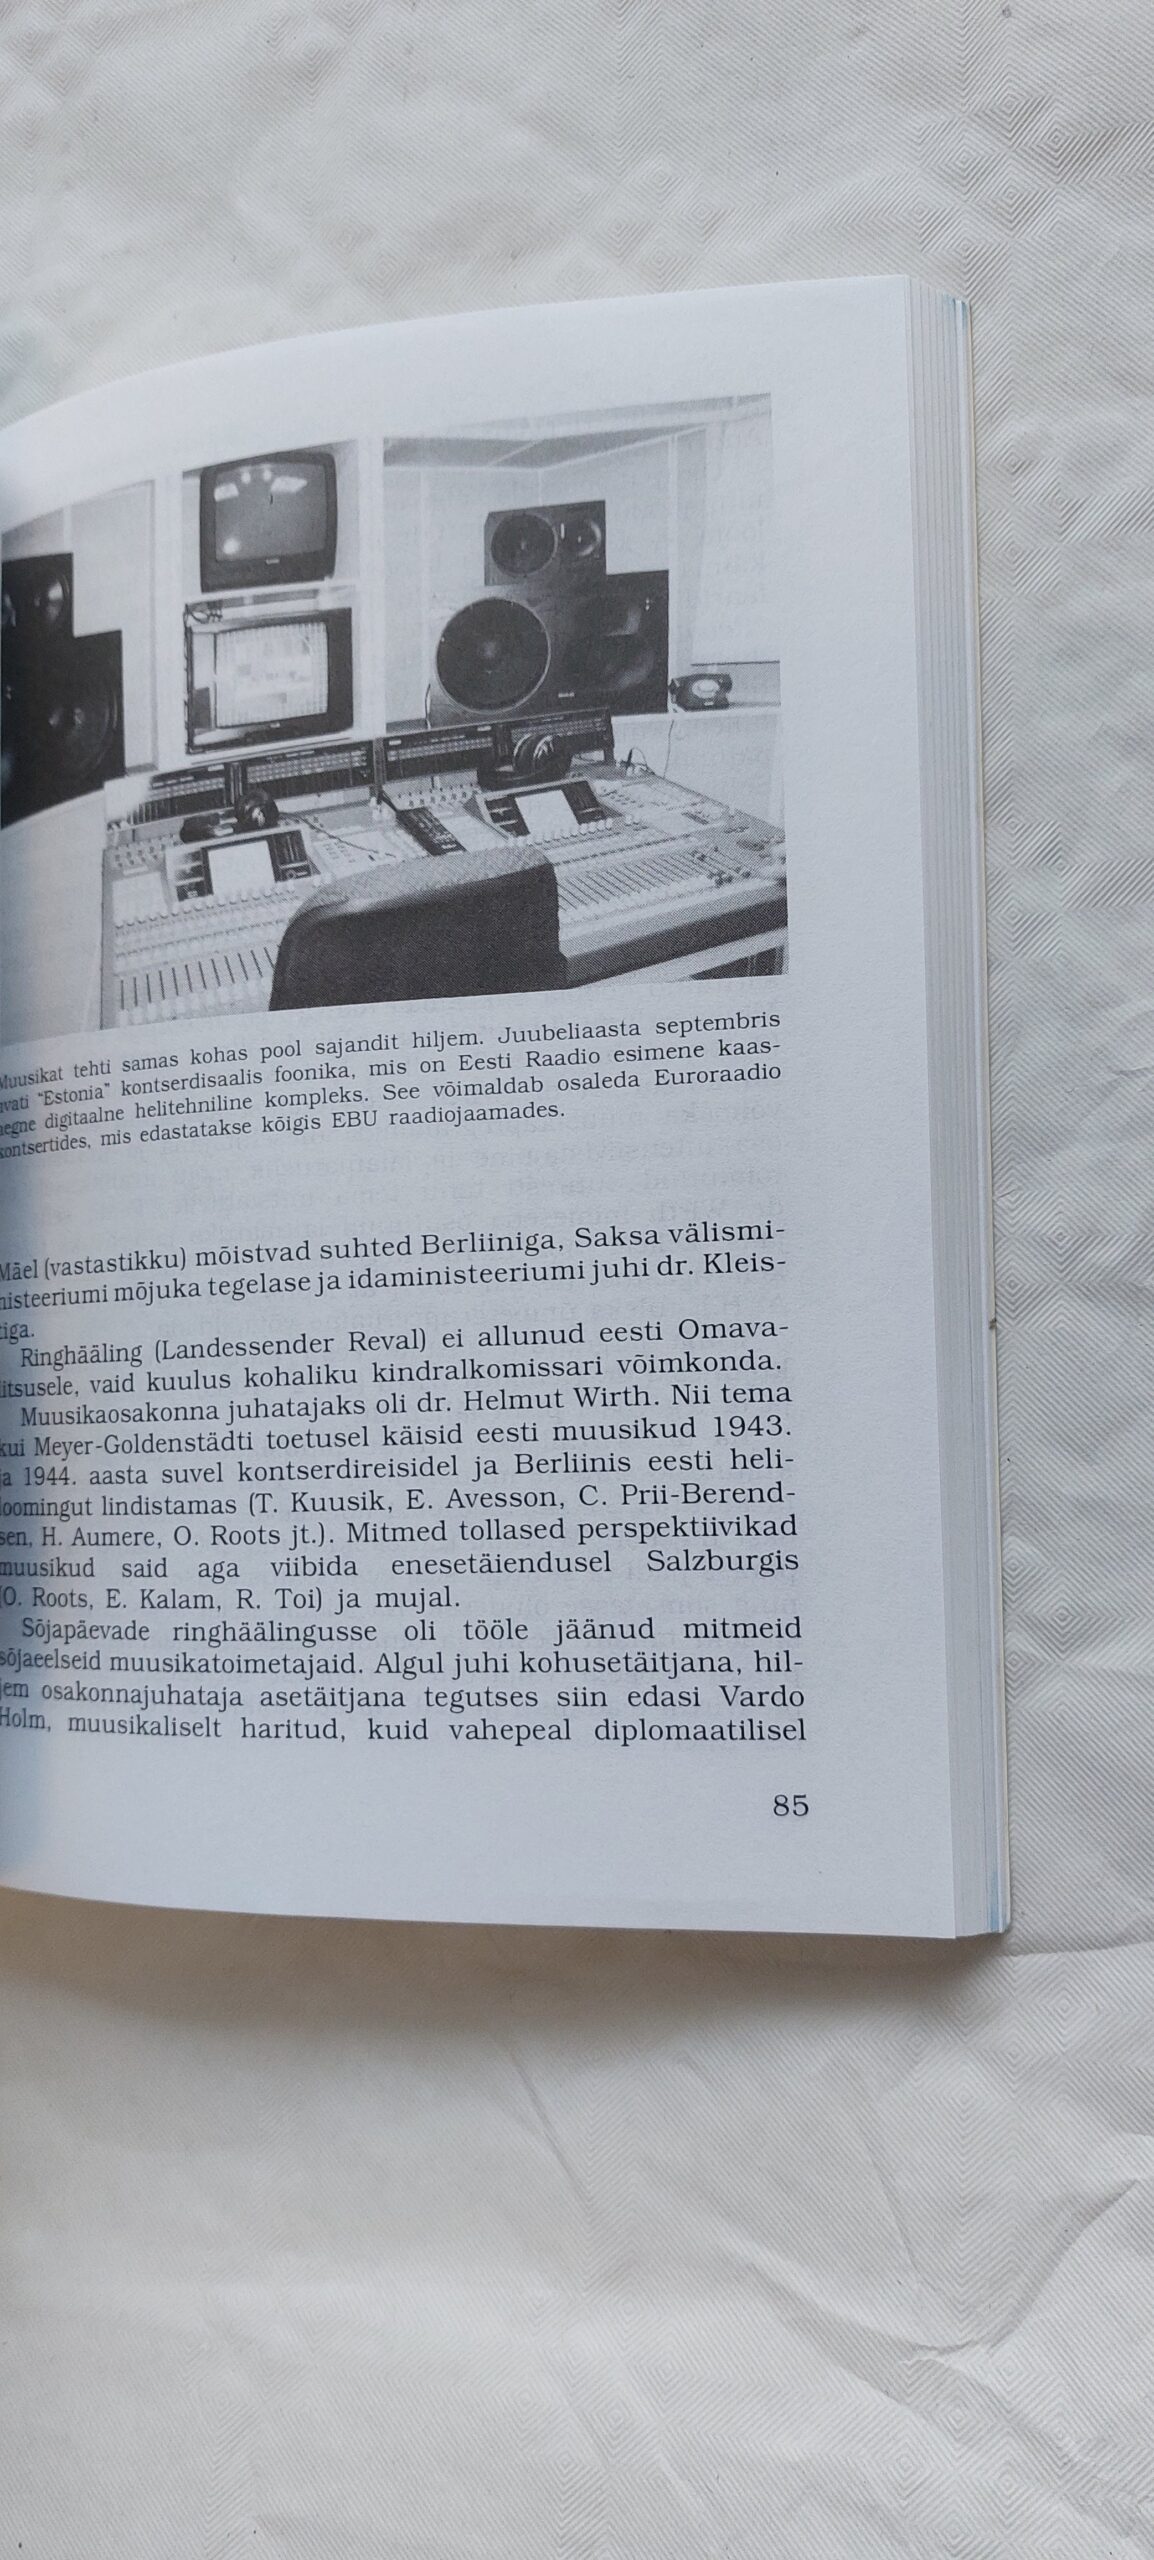 Muusikat tehti samas kohas pool sajandit hiljem. Juubeliaasta septembris
avati "Estonia" kontserdisaalis foonika, mis on Eesti Raadio esimene kaas-
aegne digitaalne helitehniline kompleks. See võimaldab osaleda Euroraadio
kontsertides, mis edastatakse kõigis EBU raadiojaamades.
Mäel (vastastikku) mõistvad suhted Berliiniga, Saksa välismi-
nisteeriumi mõjuka tegelase ja idaministeeriumi juhi dr. Kleis-
tiga.
Ringhääling (Landessender Reval) ei allunud eesti Omava-
litsusele, vaid kuulus kohaliku kindralkomissari võimkonda.
Muusikaosakonna juhatajaks oli dr. Helmut Wirth. Nii tema
kui Meyer-Goldenstädti toetusel käisid eesti muusikud 1943.
ja 1944. aasta suvel kontserdireisidel ja Berliinis eesti heli-
loomingut lindistamas (T. Kuusik, E. Avesson, C. Prii-Berend-
sen, H. Aumere, O. Roots jt.). Mitmed tollased perspektiivikad
muusikud said aga viibida enesetäiendusel Salzburgis
(O. Roots, E. Kalam, R. Toi) ja mujal.
Sõjapäevade ringhäälingusse oli tööle jäänud mitmeid
sõjaeelseid muusikatoimetajaid. Algul juhi kohusetäitjana, hil-
jem osakonnajuhataja asetäitjana tegutses siin edasi Vardo
Holm, muusikaliselt haritud, kuid vahepeal diplomaatilisel
85